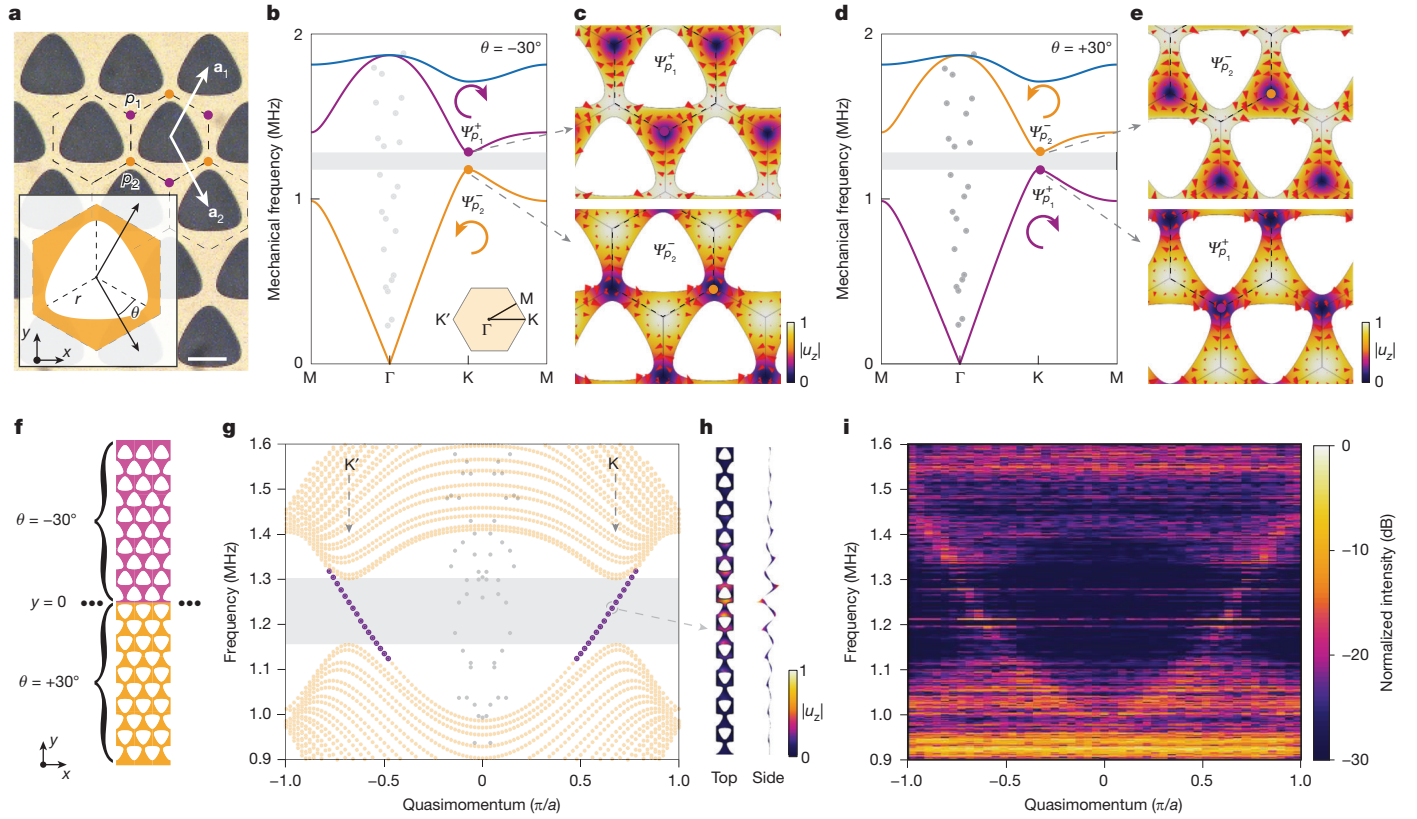 a
a₁
p₁
p₂
a₂
r
θ
y
x
b
Mechanical frequency (MHz)
2
1
0
θ = −30°
Ψ⁺p₁
Ψ⁻p₂
M
K′
Γ
K
M Γ K M
c
Ψ⁺p₁
Ψ⁻p₂
1
|u_z|
0
d
Mechanical frequency (MHz)
2
1
0
θ = +30°
Ψ⁻p₂
Ψ⁺p₁
M Γ K M
e
Ψ⁻p₂
Ψ⁺p₁
1
|u_z|
0
f
θ = −30°
y = 0
θ = +30°
y
x
g
Frequency (MHz)
1.6
1.5
1.4
1.3
1.2
1.1
1.0
0.9
K′
K
−1.0 −0.5 0 0.5 1.0
Quasimomentum (π/a)
h
1
|u_z|
0
Top Side
i
Frequency (MHz)
1.6
1.5
1.4
1.3
1.2
1.1
1.0
0.9
−1.0 −0.5 0 0.5 1.0
Quasimomentum (π/a)
0
−10
−20
−30
Normalized intensity (dB)